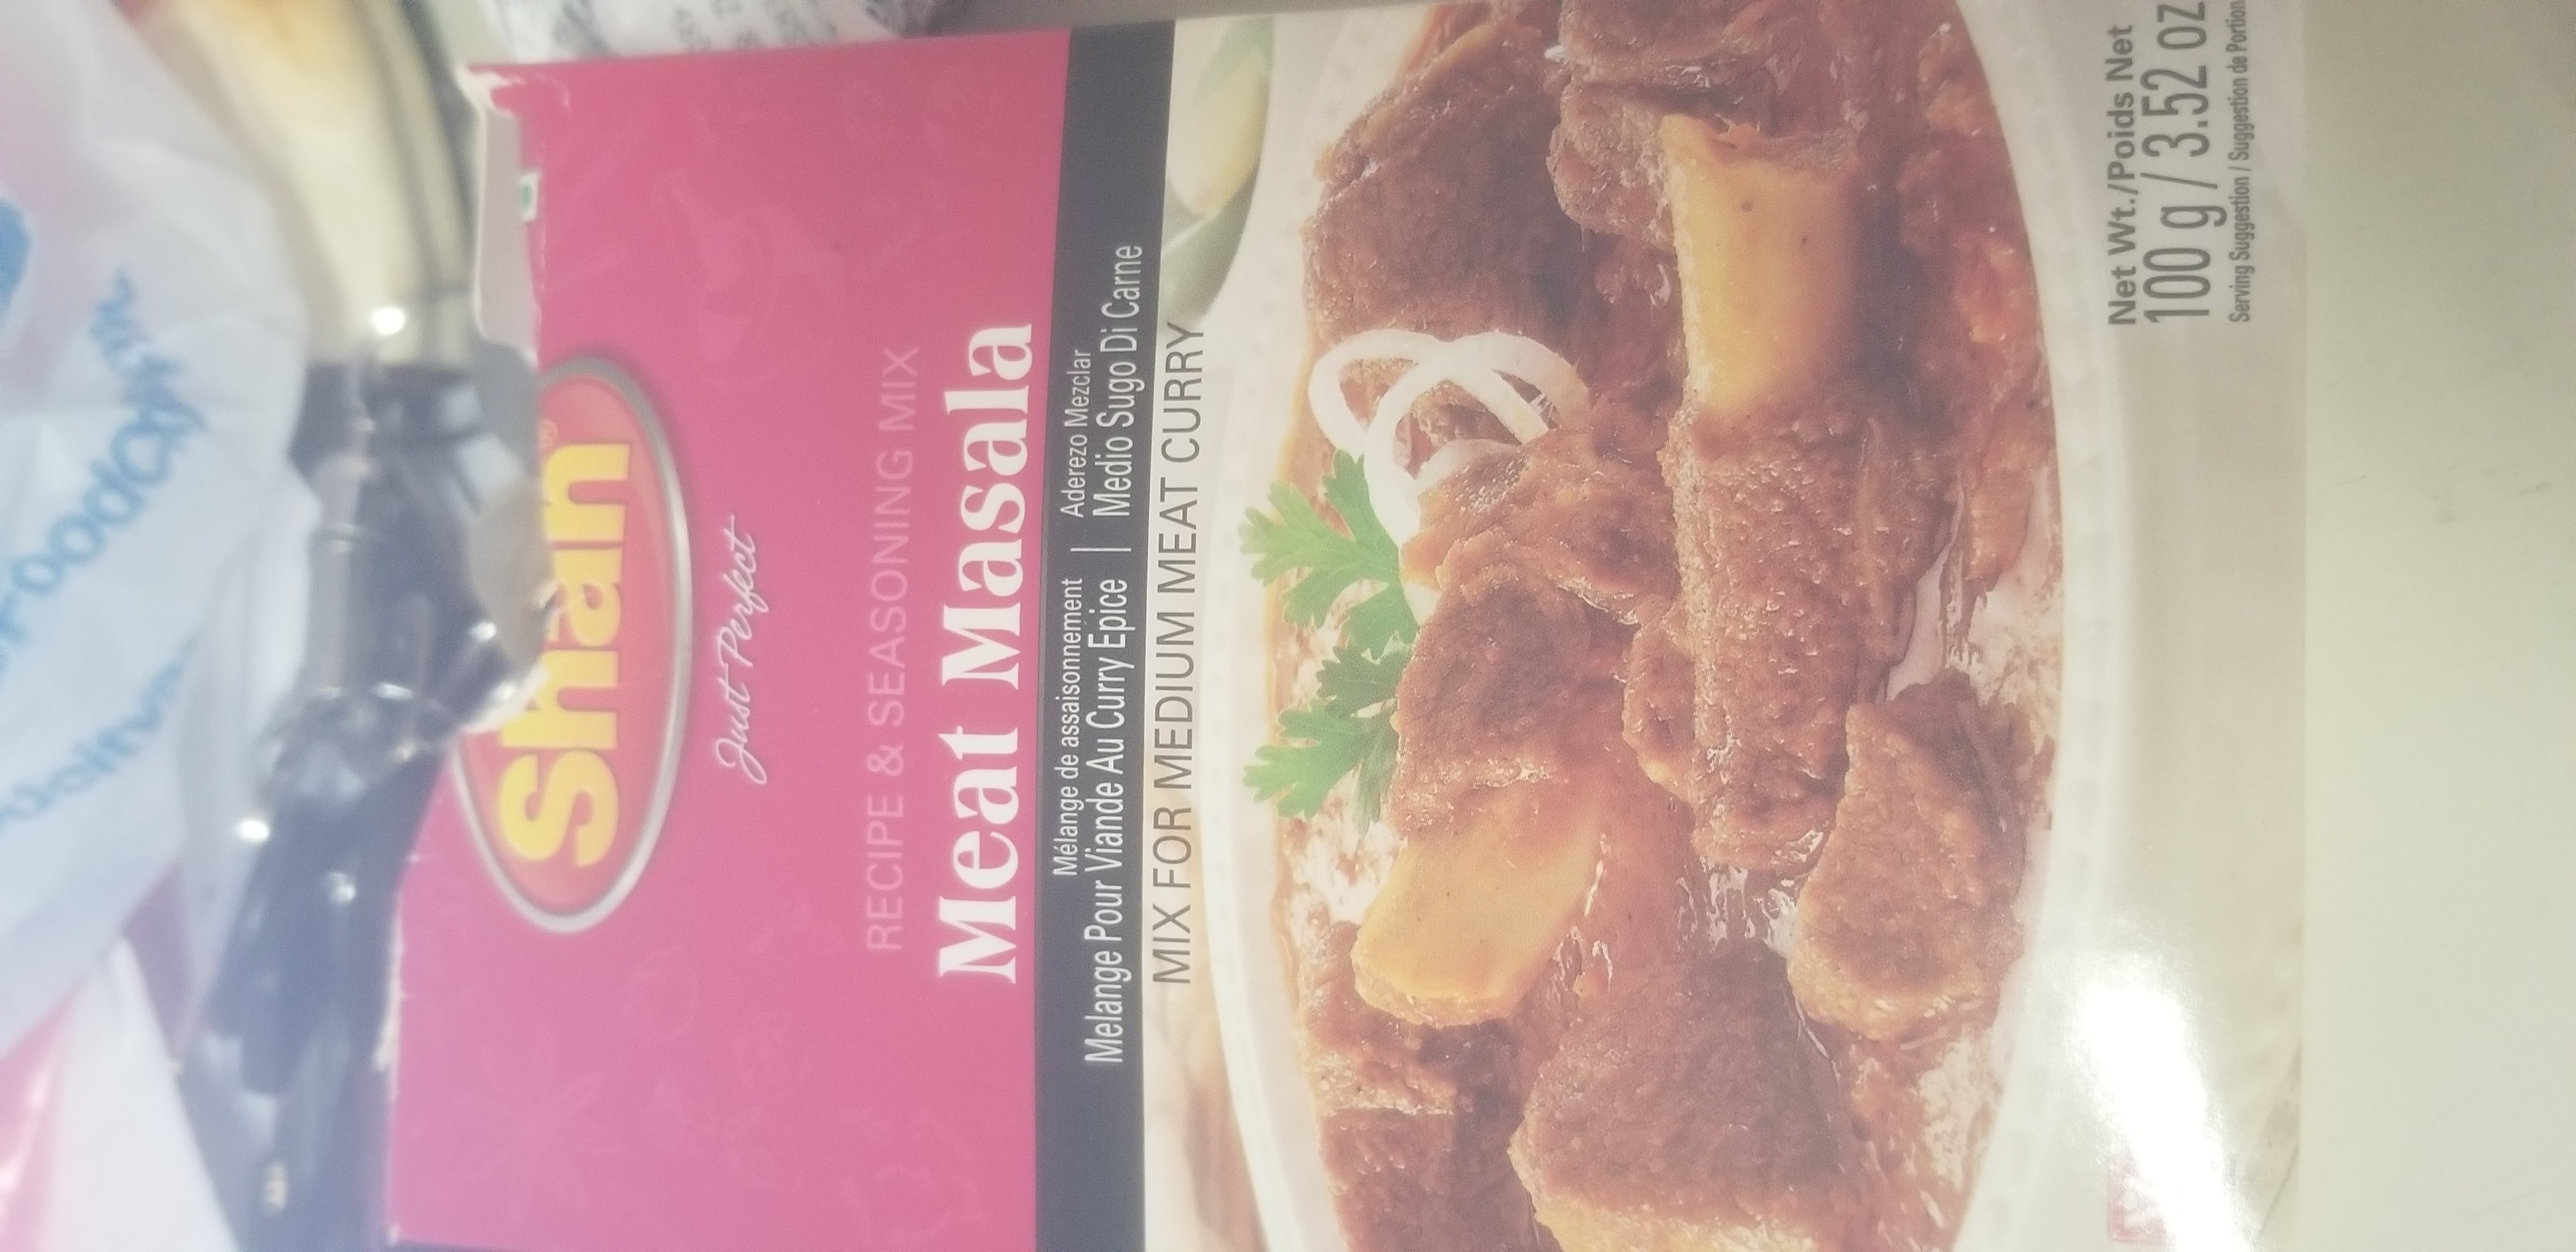 Shan®
Just Perfect
RECIPE & SEASONING MIX
Meat Masala
Mélange de assaisonnement
Melange Pour Viande Au Curry Epice
Aderezo Mezclar
Medio Sugo Di Carne
MIX FOR MEDIUM MEAT CURRY
Net Wt./Poids Net
100 g / 3.52 oz
Serving Suggestion / Suggestion de Portion